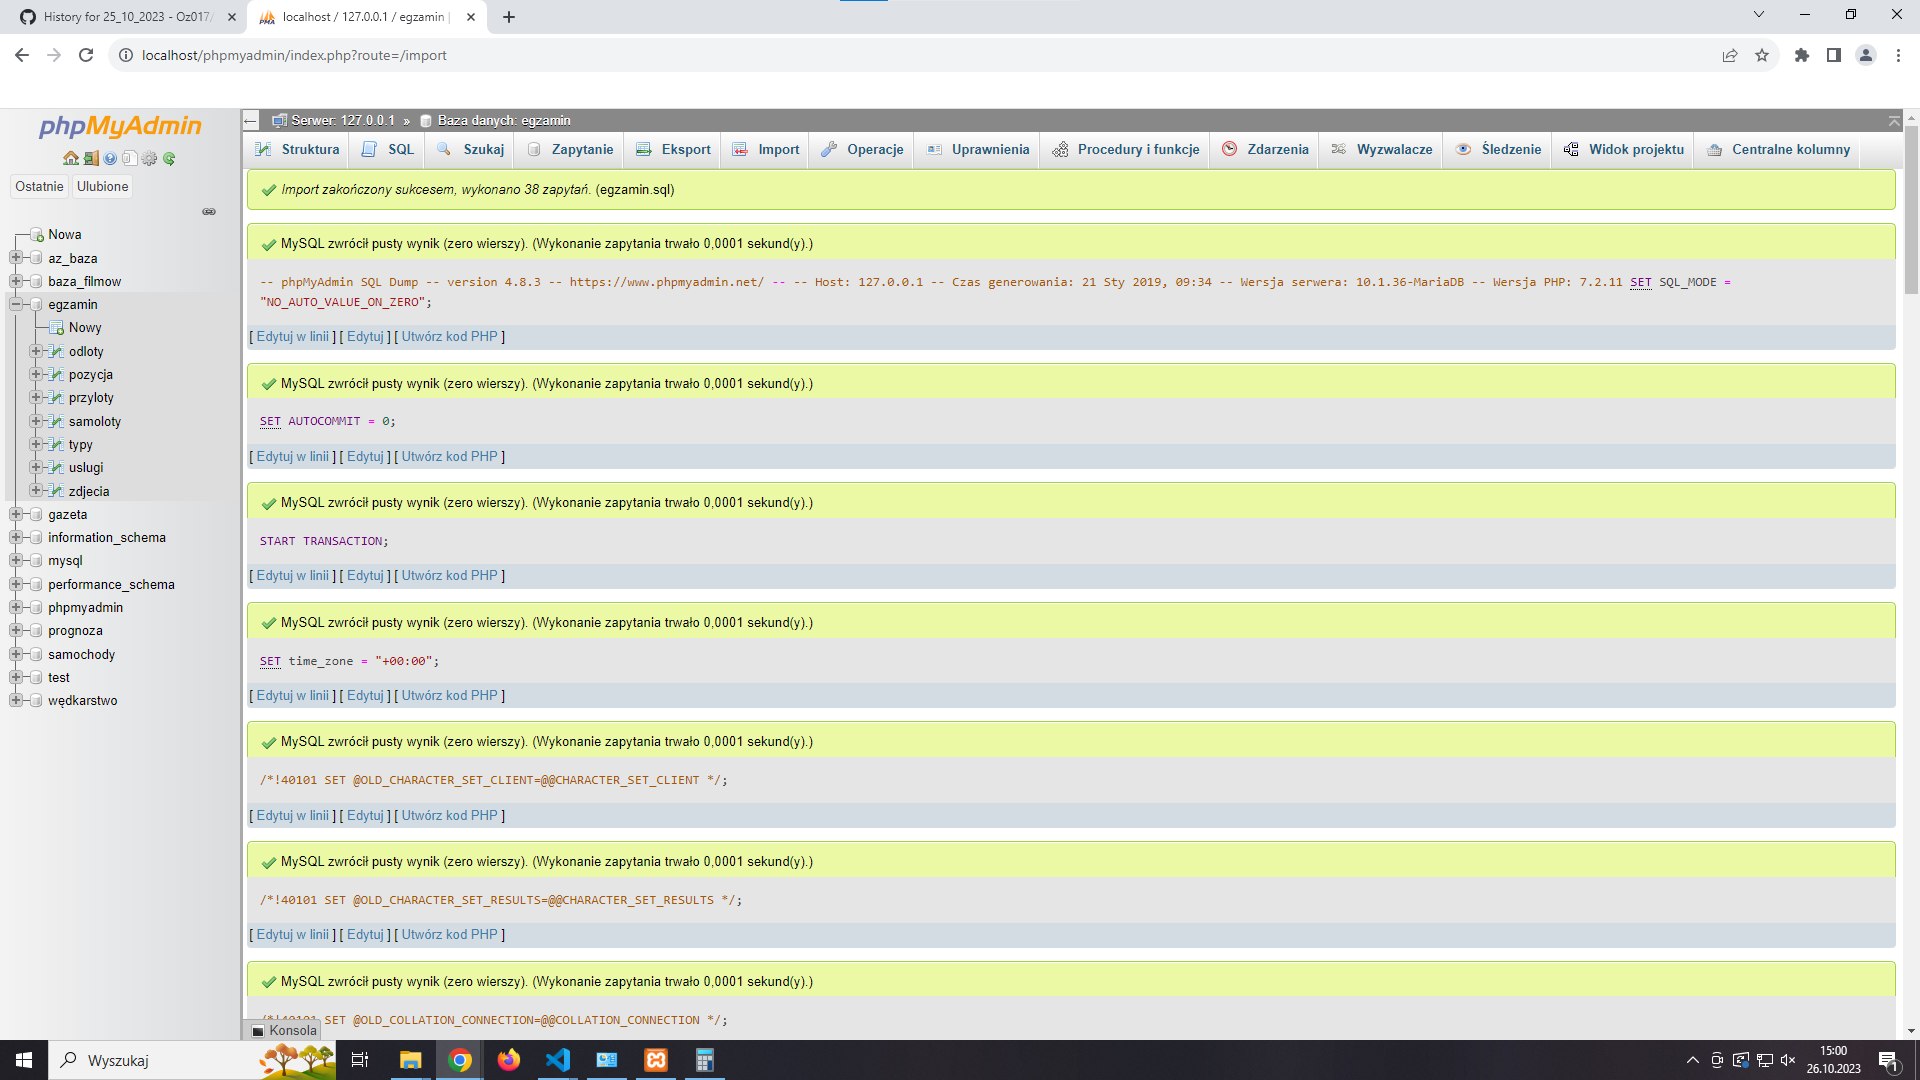 History for 25_10_2023 - Oz017/
localhost / 127.0.0.1 / egzamin |
localhost/phpmyadmin/index.php?route=/import
phpMyAdmin
Ostatnie Ulubione
Nowa
az_baza
baza_filmow
egzamin
Nowy
odloty
pozycja
przyloty
samoloty
typy
uslugi
zdjecia
gazeta
information_schema
mysql
performance_schema
phpmyadmin
prognoza
samochody
test
wędkarstwo
Serwer: 127.0.0.1 » Baza danych: egzamin
Struktura SQL Szukaj Zapytanie Eksport Import Operacje Uprawnienia Procedury i funkcje Zdarzenia Wyzwalacze Śledzenie Widok projektu Centralne kolumny
Import zakończony sukcesem, wykonano 38 zapytań. (egzamin.sql)
MySQL zwrócił pusty wynik (zero wierszy). (Wykonanie zapytania trwało 0,0001 sekund(y).)
-- phpMyAdmin SQL Dump -- version 4.8.3 -- https://www.phpmyadmin.net/ -- -- Host: 127.0.0.1 -- Czas generowania: 21 Sty 2019, 09:34 -- Wersja serwera: 10.1.36-MariaDB -- Wersja PHP: 7.2.11 SET SQL_MODE =
"NO_AUTO_VALUE_ON_ZERO";
[ Edytuj w linii ] [ Edytuj ] [ Utwórz kod PHP ]
MySQL zwrócił pusty wynik (zero wierszy). (Wykonanie zapytania trwało 0,0001 sekund(y).)
SET AUTOCOMMIT = 0;
[ Edytuj w linii ] [ Edytuj ] [ Utwórz kod PHP ]
MySQL zwrócił pusty wynik (zero wierszy). (Wykonanie zapytania trwało 0,0001 sekund(y).)
START TRANSACTION;
[ Edytuj w linii ] [ Edytuj ] [ Utwórz kod PHP ]
MySQL zwrócił pusty wynik (zero wierszy). (Wykonanie zapytania trwało 0,0001 sekund(y).)
SET time_zone = "+00:00";
[ Edytuj w linii ] [ Edytuj ] [ Utwórz kod PHP ]
MySQL zwrócił pusty wynik (zero wierszy). (Wykonanie zapytania trwało 0,0001 sekund(y).)
/*!40101 SET @OLD_CHARACTER_SET_CLIENT=@@CHARACTER_SET_CLIENT */;
[ Edytuj w linii ] [ Edytuj ] [ Utwórz kod PHP ]
MySQL zwrócił pusty wynik (zero wierszy). (Wykonanie zapytania trwało 0,0001 sekund(y).)
/*!40101 SET @OLD_CHARACTER_SET_RESULTS=@@CHARACTER_SET_RESULTS */;
[ Edytuj w linii ] [ Edytuj ] [ Utwórz kod PHP ]
MySQL zwrócił pusty wynik (zero wierszy). (Wykonanie zapytania trwało 0,0001 sekund(y).)
/*!40101 SET @OLD_COLLATION_CONNECTION=@@COLLATION_CONNECTION */;
Konsola
Wyszukaj
15:00
26.10.2023
1